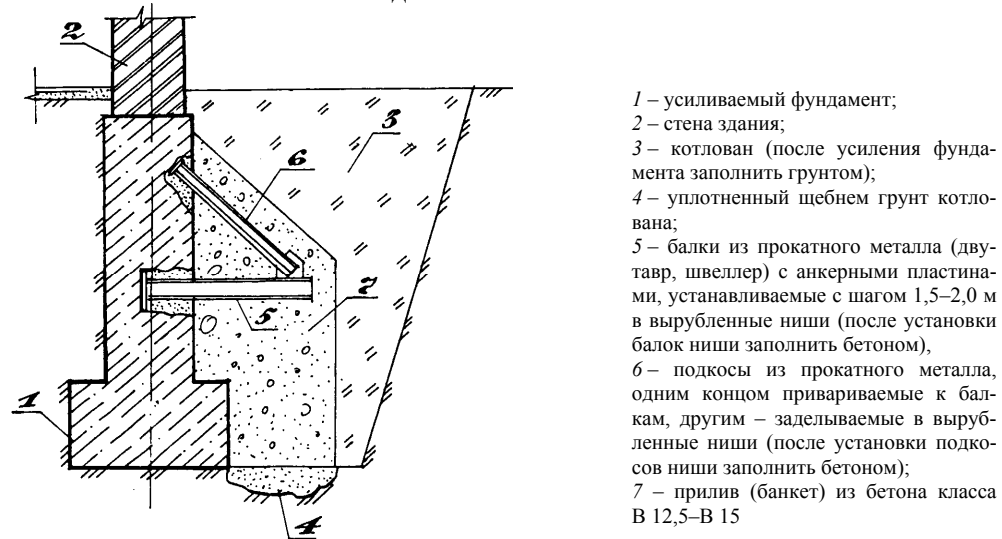 2
3
6
7
5
1
4
1 – усиливаемый фундамент;
2 – стена здания;
3 – котлован (после усиления фунда-
мента заполнить грунтом);
4 – уплотненный щебнем грунт котло-
вана;
5 – балки из прокатного металла (дву-
тавр, швеллер) с анкерными пластина-
ми, устанавливаемые с шагом 1,5–2,0 м
в вырубленные ниши (после установки
балок ниши заполнить бетоном),
6 – подкосы из прокатного металла,
одним концом привариваемые к бал-
кам, другим – заделываемые в выруб-
ленные ниши (после установки подко-
сов ниши заполнить бетоном);
7 – прилив (банкет) из бетона класса
В 12,5–В 15